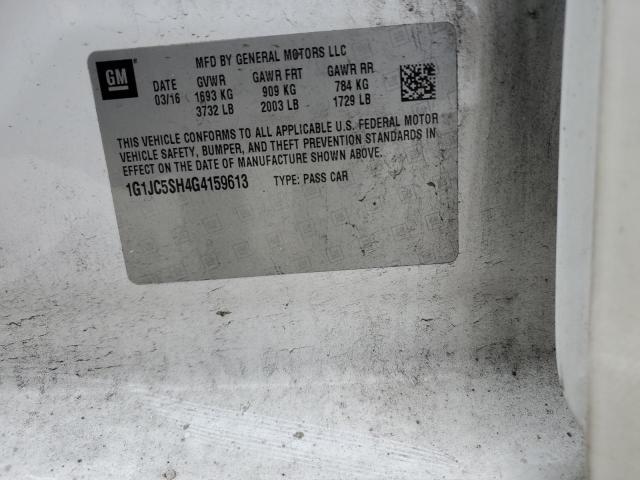 MFD BY GENERAL MOTORS LLC
GM
DATE GVWR GAWR FRT GAWR RR
03/16 1693 KG 909 KG 784 KG
3732 LB 2003 LB 1729 LB
THIS VEHICLE CONFORMS TO ALL APPLICABLE U.S. FEDERAL MOTOR
VEHICLE SAFETY, BUMPER, AND THEFT PREVENTION STANDARDS IN
EFFECT ON THE DATE OF MANUFACTURE SHOWN ABOVE.
1G1JC5SH4G4159613 TYPE: PASS CAR